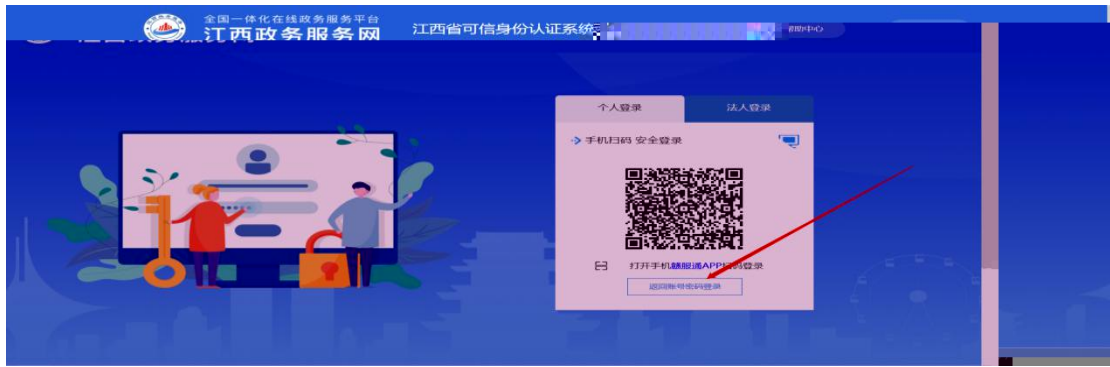 全国一体化在线政务服务平台
江西政务服务网
江西省可信身份认证系统
个人登录
法人登录
手机扫码 安全登录
打开手机赣服通APP扫码登录
返回账号密码登录